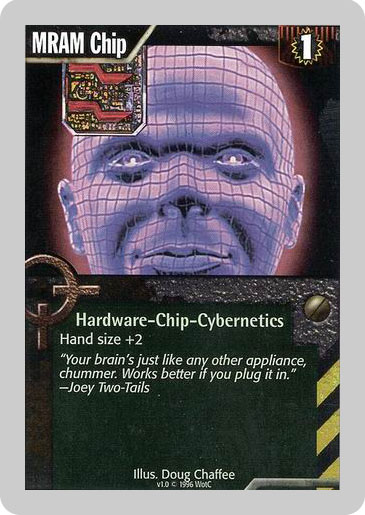 MRAM Chip
1
Hardware-Chip-Cybernetics
Hand size +2
“Your brain's just like any other appliance,
chummer. Works better if you plug it in.”
—Joey Two-Tails
Illus. Doug Chaffee
v1.0 © 1996 WotC